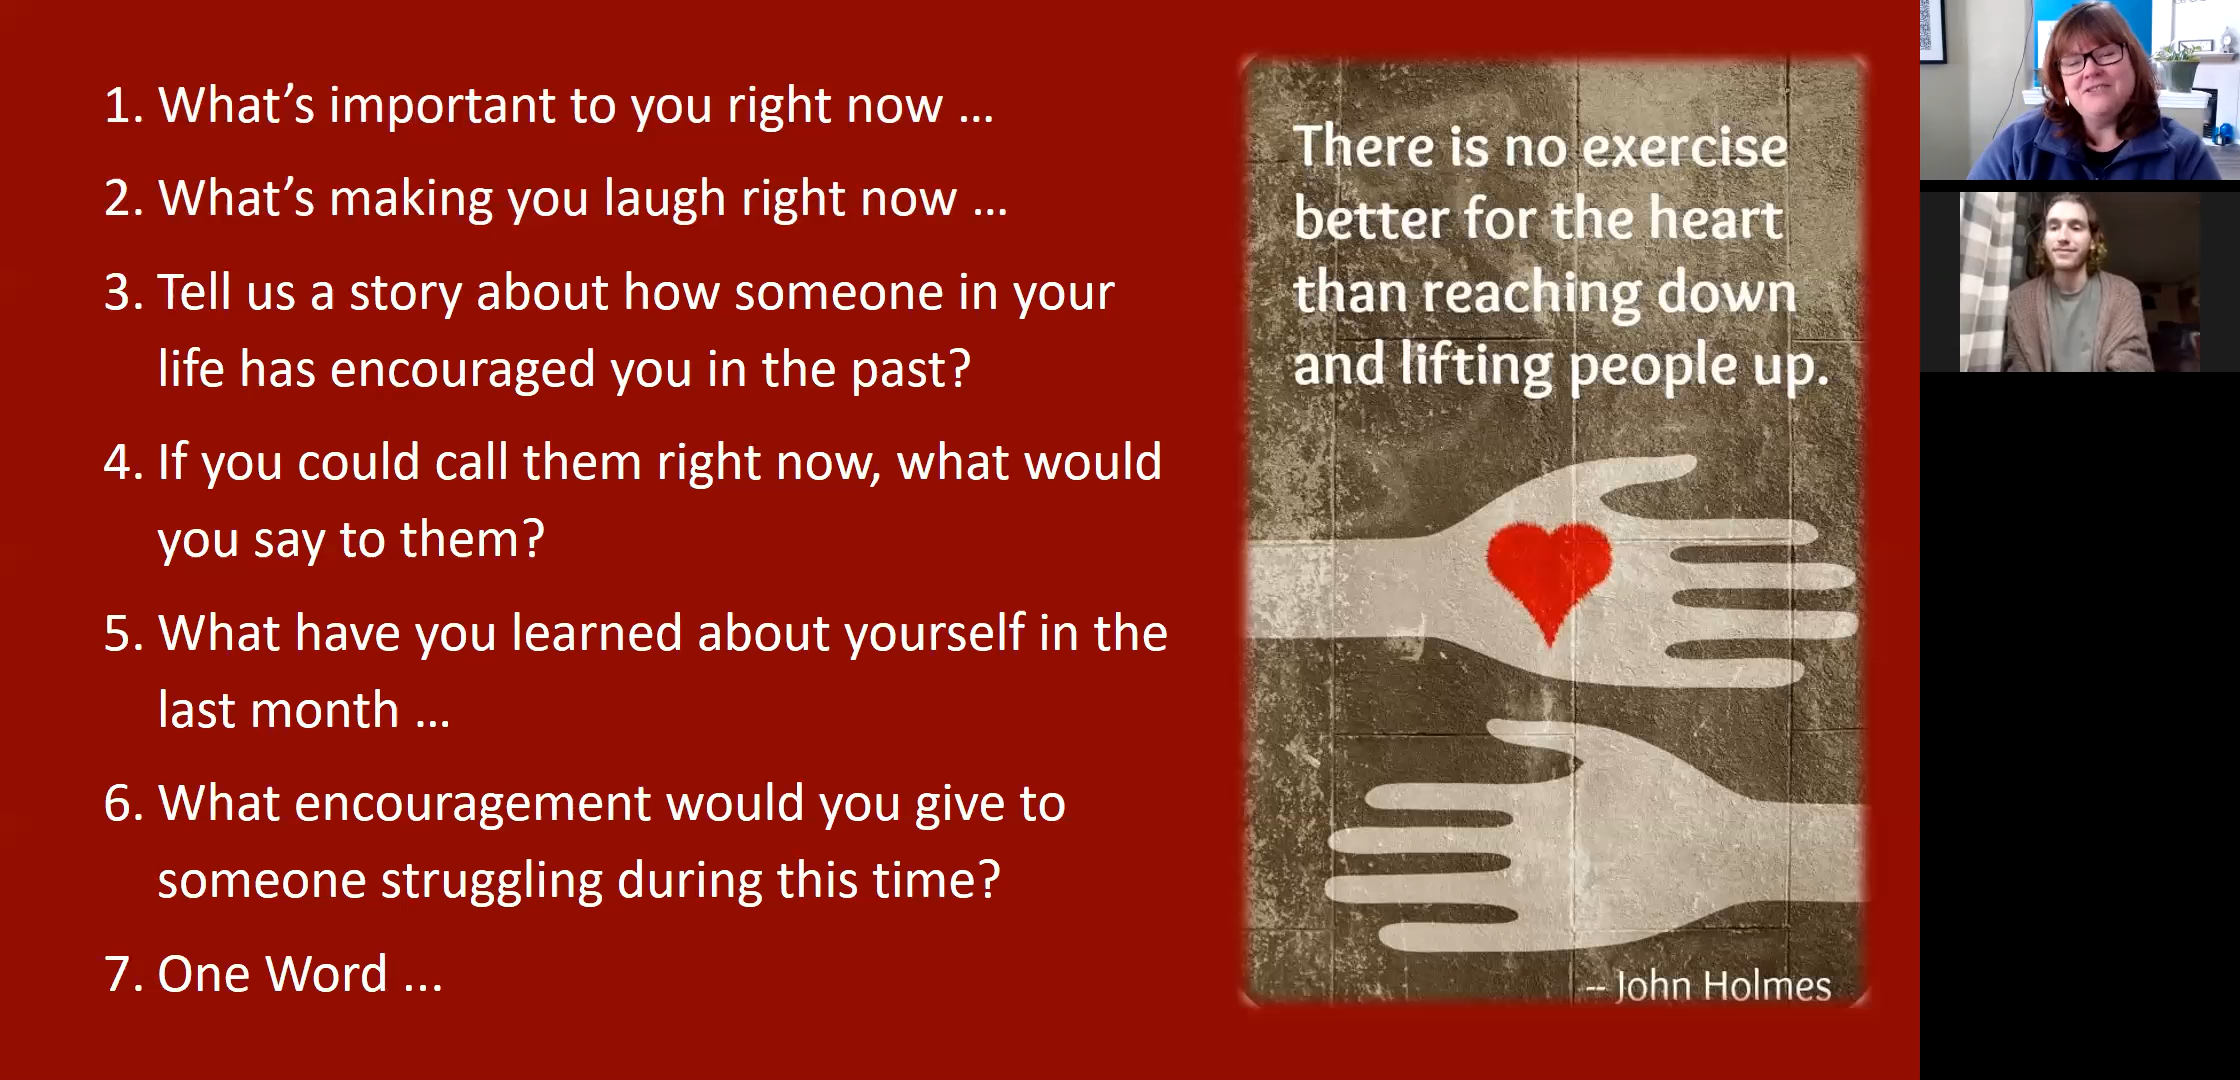 1. What’s important to you right now …
2. What’s making you laugh right now …
3. Tell us a story about how someone in your
life has encouraged you in the past?
4. If you could call them right now, what would
you say to them?
5. What have you learned about yourself in the
last month …
6. What encouragement would you give to
someone struggling during this time?
7. One Word …
There is no exercise
better for the heart
than reaching down
and lifting people up.
-- John Holmes